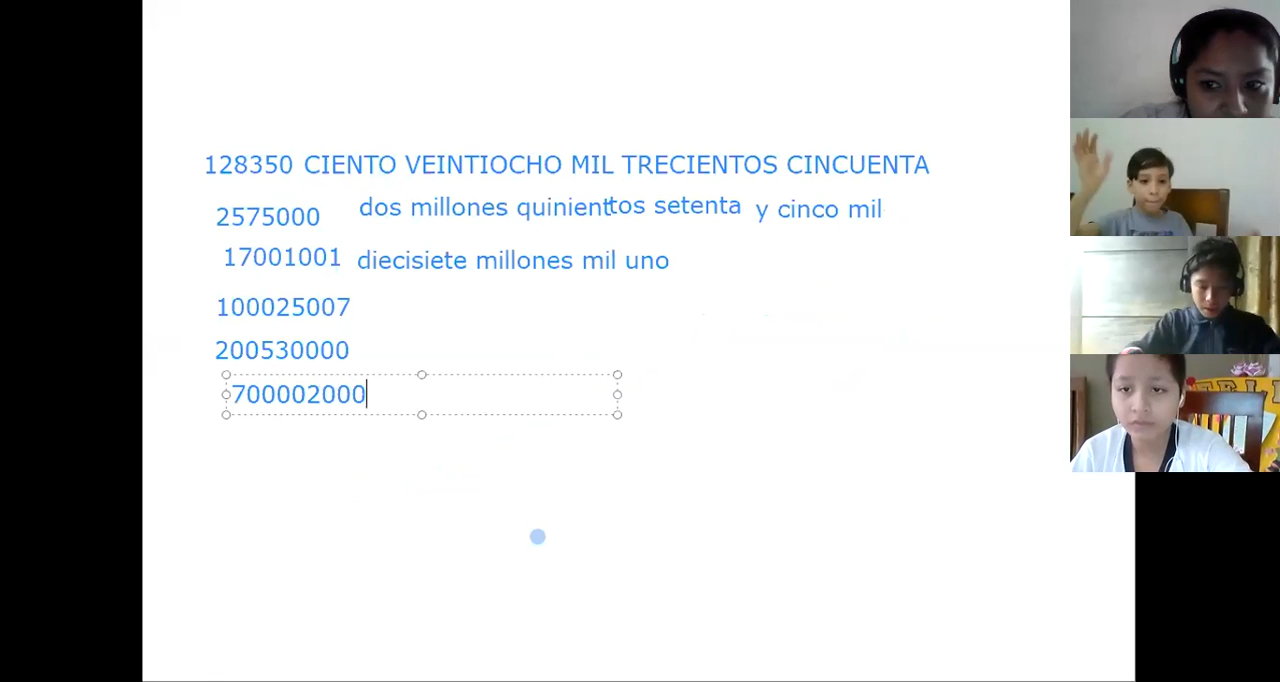 128350 CIENTO VEINTIOCHO MIL TRECIENTOS CINCUENTA
2575000 dos millones quinientos setenta y cinco mil
17001001 diecisiete millones mil uno
100025007
200530000
700002000